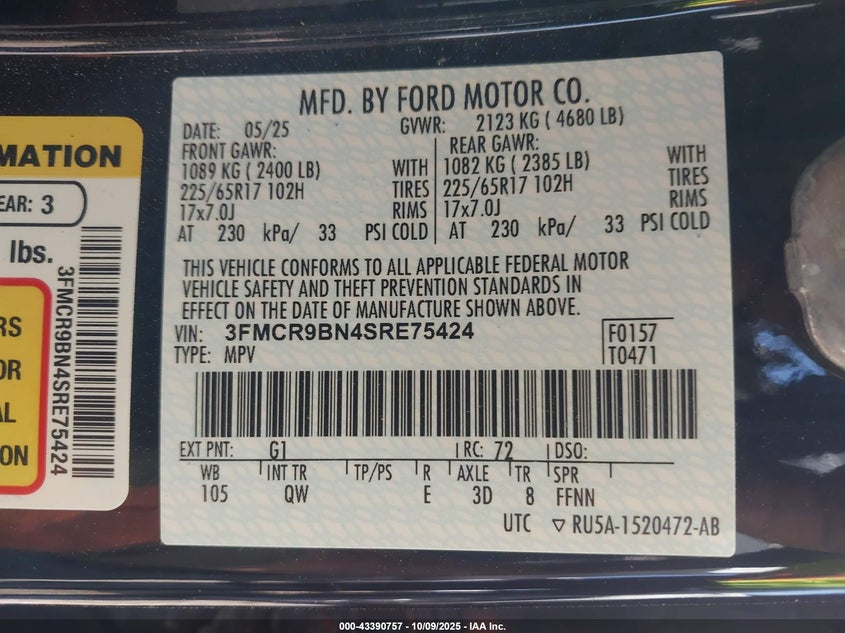 MATION
EAR: 3
lbs.
RS
OR
AL
ON
3FMCR9BN4SRE75424
MFD. BY FORD MOTOR CO.
DATE: 05/25 GVWR: 2123 KG ( 4680 LB)
FRONT GAWR: REAR GAWR:
1089 KG ( 2400 LB) WITH 1082 KG ( 2385 LB) WITH
225/65R17 102H TIRES 225/65R17 102H TIRES
17x7.0J RIMS 17x7.0J RIMS
AT 230 kPa/ 33 PSI COLD AT 230 kPa/ 33 PSI COLD
THIS VEHICLE CONFORMS TO ALL APPLICABLE FEDERAL MOTOR
VEHICLE SAFETY AND THEFT PREVENTION STANDARDS IN
EFFECT ON THE DATE OF MANUFACTURE SHOWN ABOVE.
VIN: 3FMCR9BN4SRE75424 F0157
TYPE: MPV T0471
EXT PNT: G1 RC: 72 DSO:
WB INT TR TP/PS R AXLE TR SPR
105 QW E 3D 8 FFNN
UTC ▽ RU5A-1520472-AB
000-43390757 - 10/09/2025 - IAA Inc.